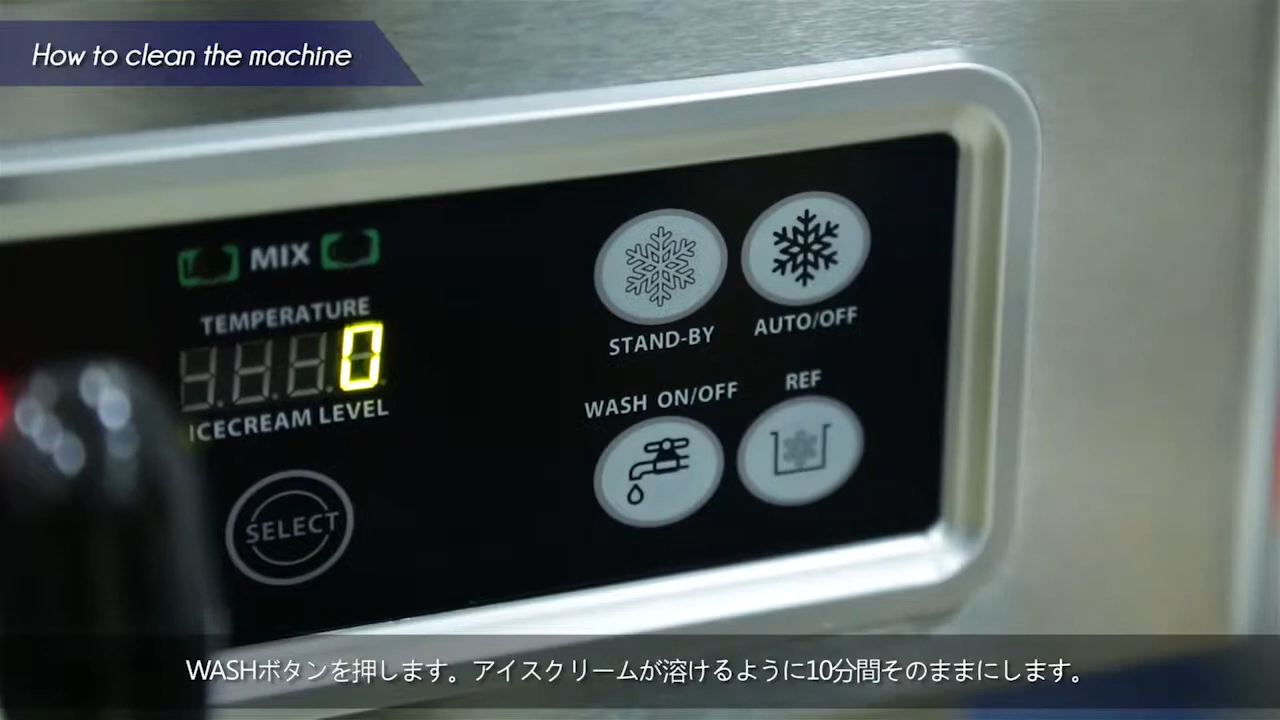 How to clean the machine
MIX
TEMPERATURE
0
ICECREAM LEVEL
SELECT
STAND-BY
AUTO/OFF
WASH ON/OFF
REF
WASHボタンを押します。アイスクリームが溶けるように10分間そのままにします。